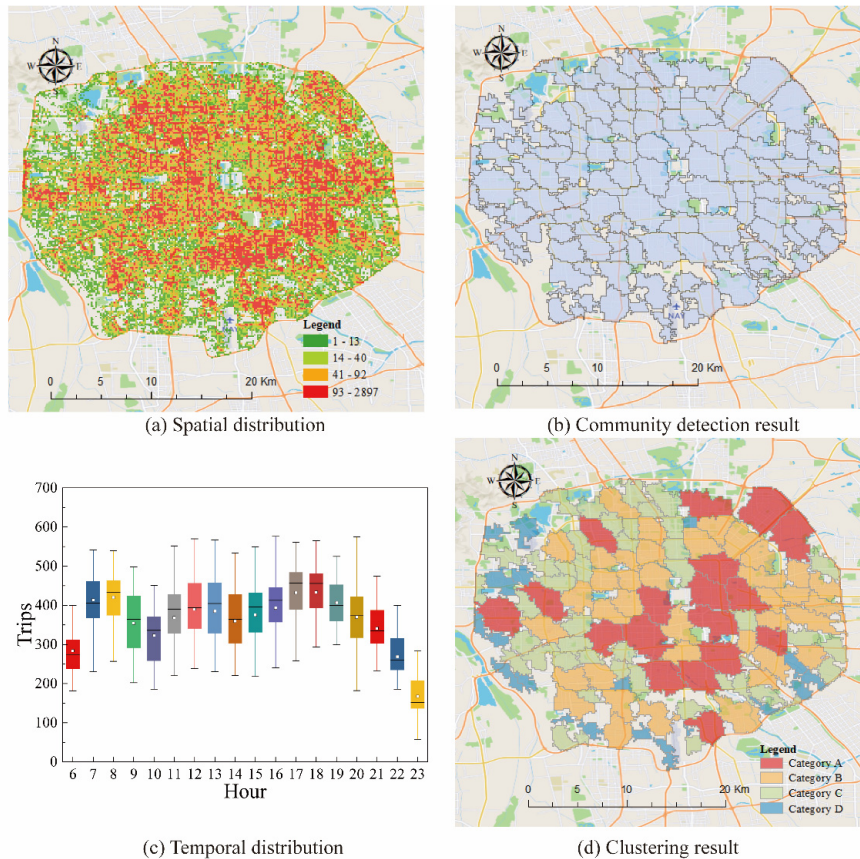 N
W E
S
NAY
Legend
1 - 13
14 - 40
41 - 92
93 - 2897
0 10 20 Km
(a) Spatial distribution
N
W E
S
NAY
0 10 20 Km
(b) Community detection result
700
600
500
400
300
200
100
0
Trips
6 7 8 9 10 11 12 13 14 15 16 17 18 19 20 21 22 23
Hour
(c) Temporal distribution
N
W E
S
Legend
Category A
Category B
Category C
Category D
0 10 20 Km
(d) Clustering result